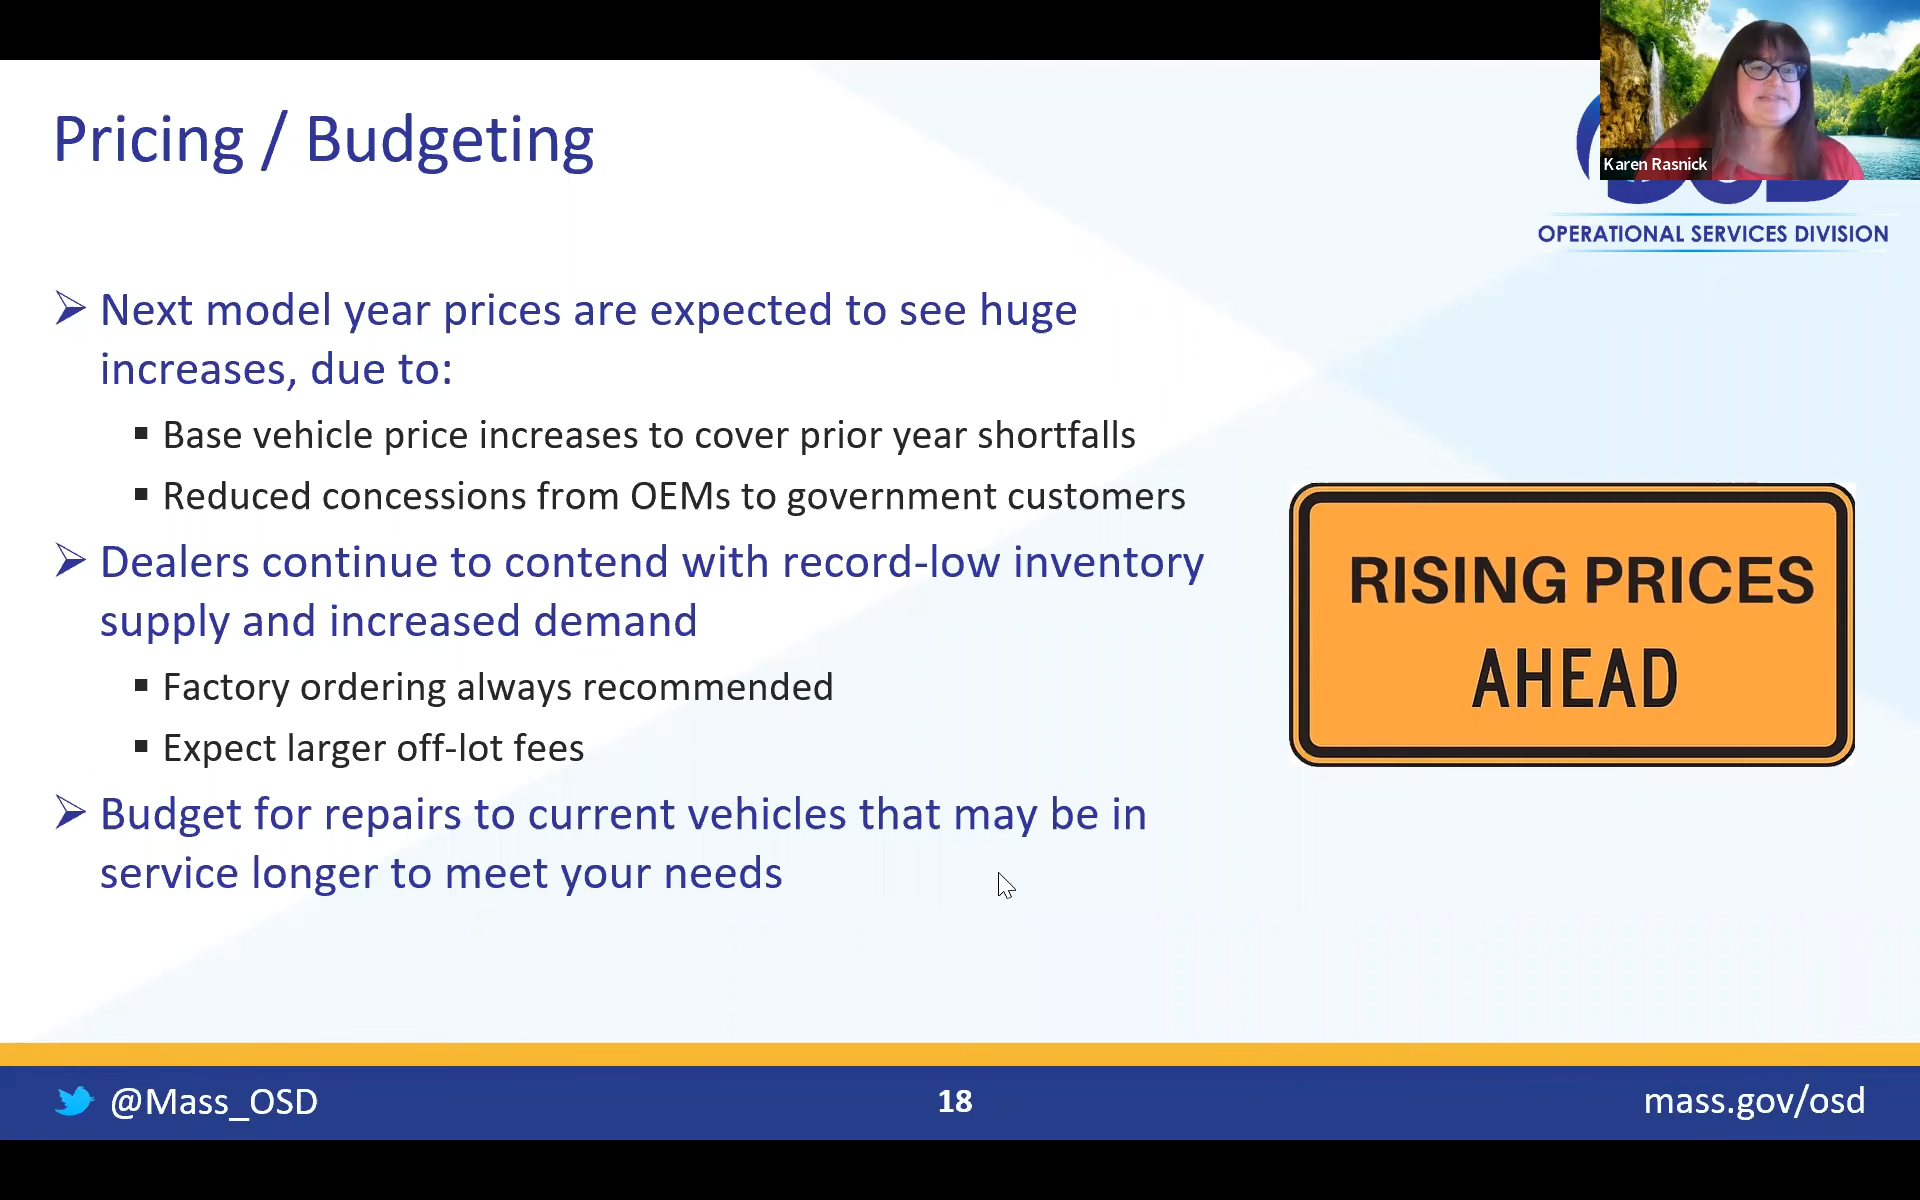 Karen Rasnick
Pricing / Budgeting
OPERATIONAL SERVICES DIVISION
➢ Next model year prices are expected to see huge
increases, due to:
▪ Base vehicle price increases to cover prior year shortfalls
▪ Reduced concessions from OEMs to government customers
➢ Dealers continue to contend with record-low inventory
supply and increased demand
▪ Factory ordering always recommended
▪ Expect larger off-lot fees
➢ Budget for repairs to current vehicles that may be in
service longer to meet your needs
RISING PRICES
AHEAD
@Mass_OSD
18
mass.gov/osd